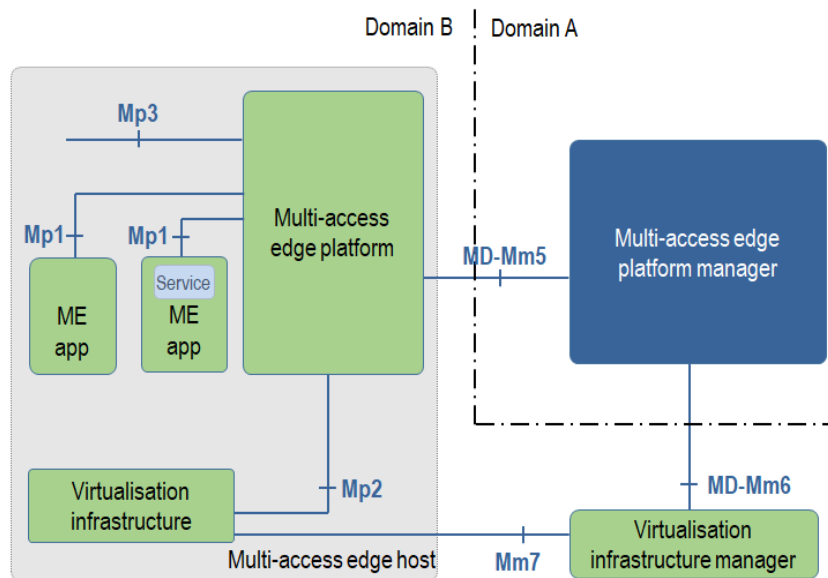 Domain B
Domain A
Mp3
Mp1
Mp1
Multi-access
edge platform
MD-Mm5
Multi-access edge
platform manager
ME
app
Service
ME
app
Mp2
MD-Mm6
Virtualisation
infrastructure
Multi-access edge host
Mm7
Virtualisation
infrastructure manager